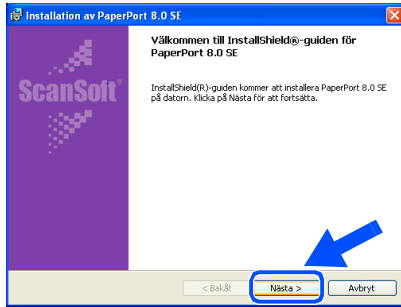 Installation av PaperPort 8.0 SE
Välkommen till InstallShield®-guiden för
PaperPort 8.0 SE
ScanSoft®
InstallShield(R)-guiden kommer att installera PaperPort 8.0 SE
på datorn. Klicka på Nästa för att fortsätta.
< Bakåt Nästa > Avbryt